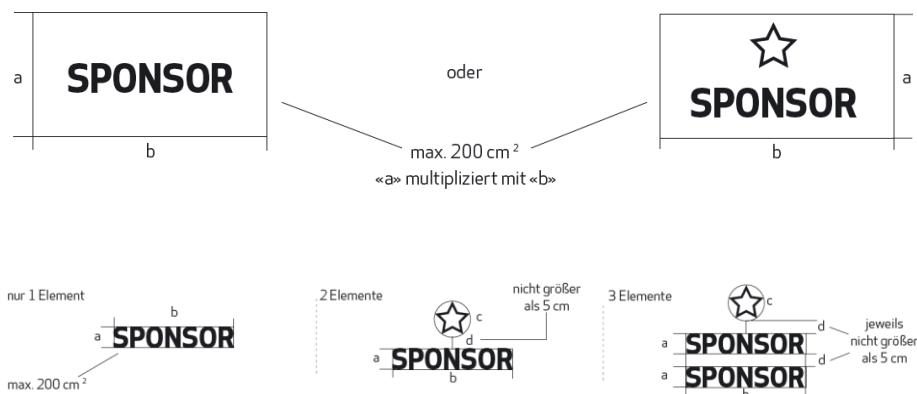 a
SPONSOR
b
oder
SPONSOR
a
b
max. 200 cm ²
«a» multipliziert mit «b»
nur 1 Element
b
a
SPONSOR
max. 200 cm ²
2 Elemente
nicht größer
als 5 cm
c
d
a
SPONSOR
b
3 Elemente
c
d
jeweils
nicht größer
als 5 cm
a
SPONSOR
d
a
SPONSOR
b